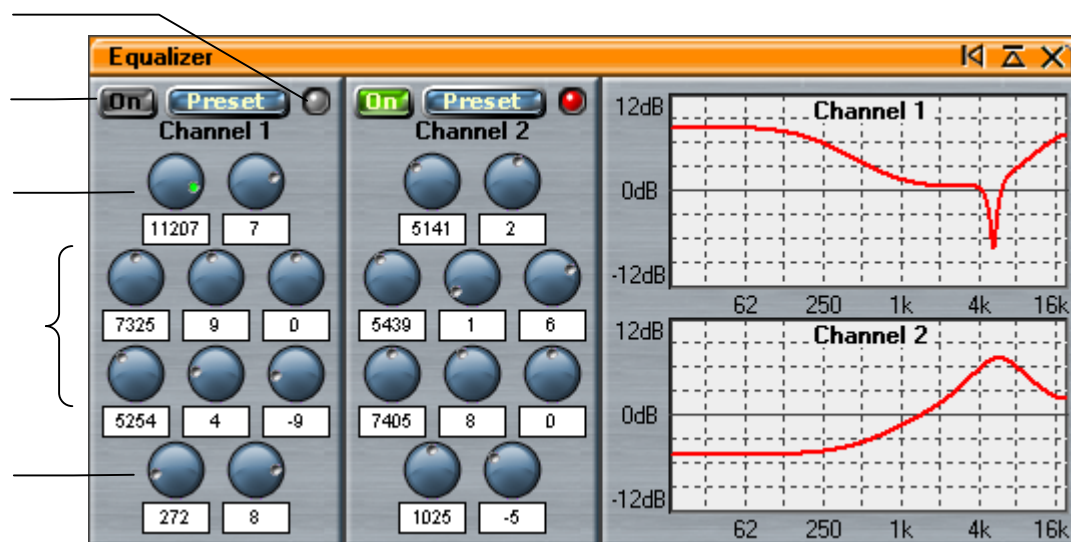 Equalizer
On Preset
Channel 1
11207 7
7325 9 0
5254 4 -9
272 8
On Preset
Channel 2
5141 2
5439 1 6
7405 8 0
1025 -5
Channel 1
12dB
0dB
-12dB
62 250 1k 4k 16k
Channel 2
12dB
0dB
-12dB
62 250 1k 4k 16k